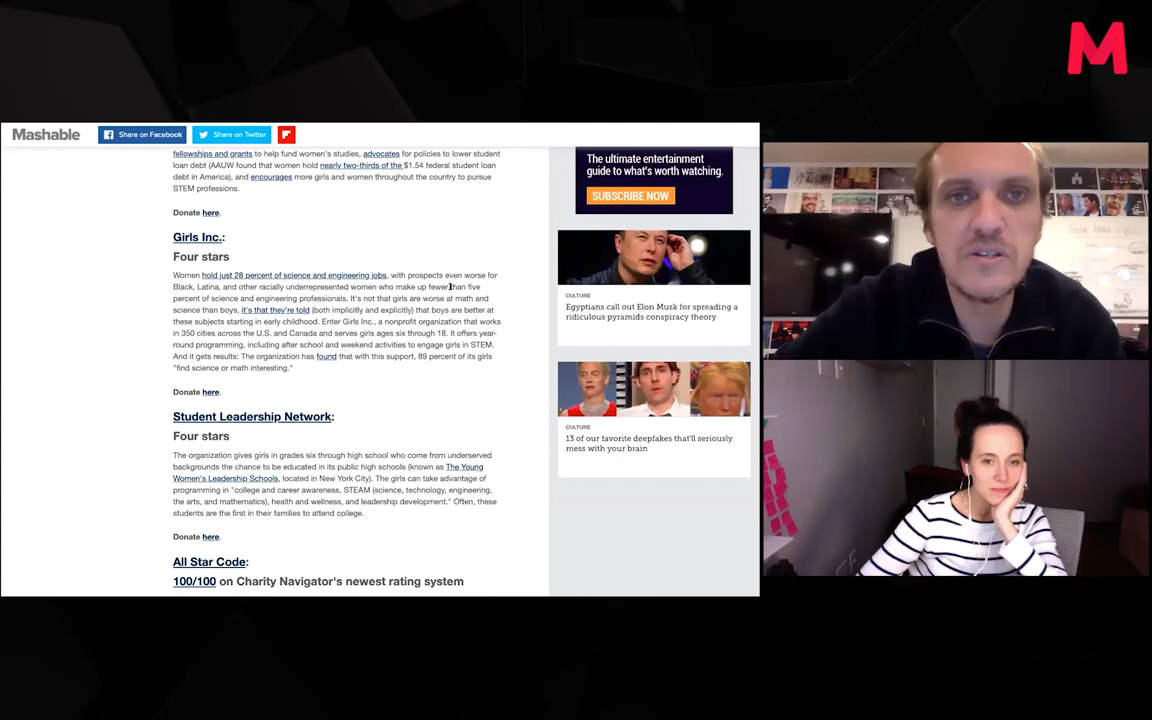 M
Mashable
Share on Facebook
Share on Twitter
fellowships and grants to help fund women's studies, advocates for policies to lower student
loan debt (AAUW found that women hold nearly two-thirds of the $1.54 federal student loan
debt in America), and encourages more girls and women throughout the country to pursue
STEM professions.
Donate here.
Girls Inc.:
Four stars
Women hold just 28 percent of science and engineering jobs, with prospects even worse for
Black, Latina, and other racially underrepresented women who make up fewer than five
percent of science and engineering professionals. It's not that girls are worse at math and
science than boys, it's that they're told (both implicitly and explicitly) that boys are better at
these subjects starting in early childhood. Enter Girls Inc., a nonprofit organization that works
in 350 cities across the U.S. and Canada and serves girls ages six through 18. It offers year-
round programming, including after school and weekend activities to engage girls in STEM.
And it gets results: The organization has found that with this support, 89 percent of its girls
"find science or math interesting."
Donate here.
Student Leadership Network:
Four stars
The organization gives girls in grades six through high school who come from underserved
backgrounds the chance to be educated in its public high schools (known as The Young
Women's Leadership Schools, located in New York City). The girls can take advantage of
programming in "college and career awareness, STEAM (science, technology, engineering,
the arts, and mathematics), health and wellness, and leadership development." Often, these
students are the first in their families to attend college.
Donate here.
All Star Code:
100/100 on Charity Navigator's newest rating system
The ultimate entertainment
guide to what's worth watching.
SUBSCRIBE NOW
CULTURE
Egyptians call out Elon Musk for spreading a
ridiculous pyramids conspiracy theory
CULTURE
13 of our favorite deepfakes that'll seriously
mess with your brain